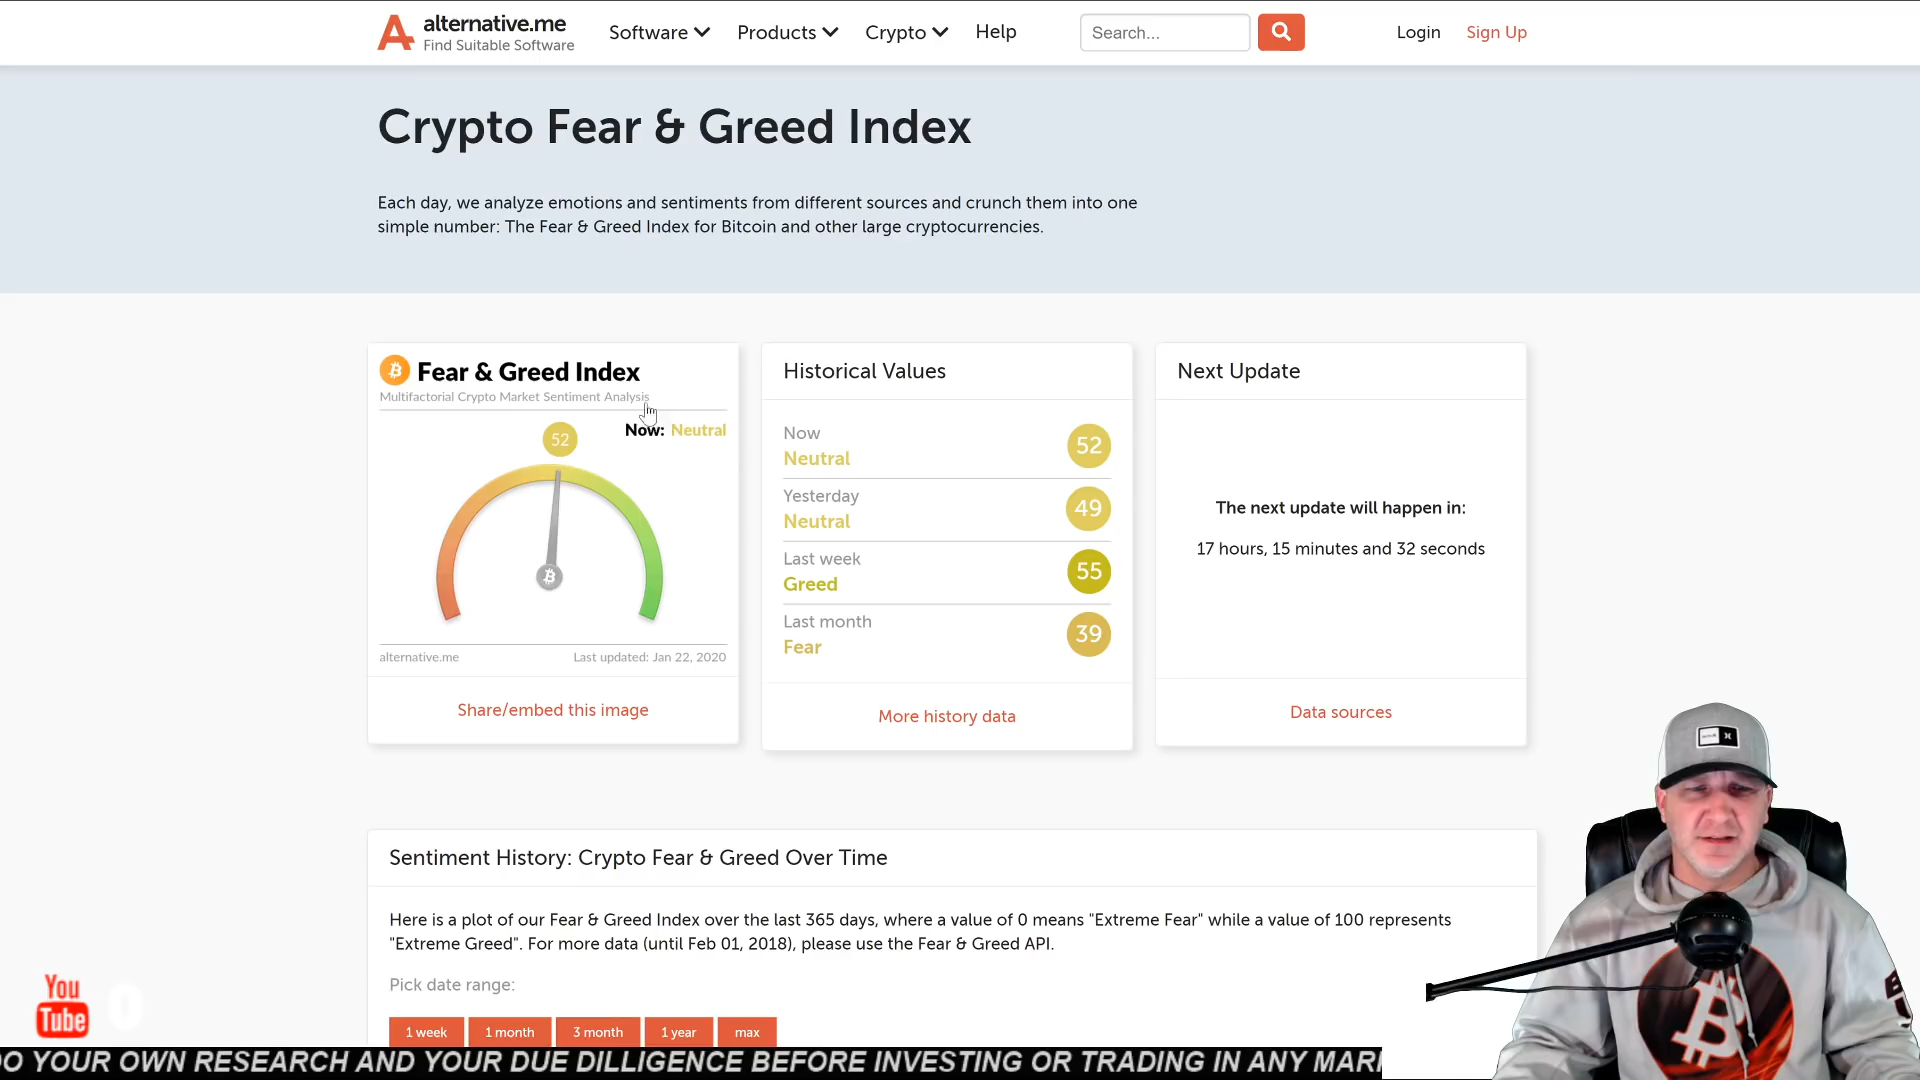 alternative.me
Find Suitable Software
Software
Products
Crypto
Help
Search...
Login
Sign Up
Crypto Fear & Greed Index
Each day, we analyze emotions and sentiments from different sources and crunch them into one
simple number: The Fear & Greed Index for Bitcoin and other large cryptocurrencies.
Fear & Greed Index
Multifactorial Crypto Market Sentiment Analysis
Now: Neutral
52
alternative.me
Last updated: Jan 22, 2020
Share/embed this image
Historical Values
Now
Neutral
52
Yesterday
Neutral
49
Last week
Greed
55
Last month
Fear
39
More history data
Next Update
The next update will happen in:
17 hours, 15 minutes and 32 seconds
Data sources
Sentiment History: Crypto Fear & Greed Over Time
Here is a plot of our Fear & Greed Index over the last 365 days, where a value of 0 means "Extreme Fear" while a value of 100 represents
"Extreme Greed". For more data (until Feb 01, 2018), please use the Fear & Greed API.
Pick date range:
1 week
1 month
3 month
1 year
max
You
Tube
0
DO YOUR OWN RESEARCH AND YOUR DUE DILLIGENCE BEFORE INVESTING OR TRADING IN ANY MAR